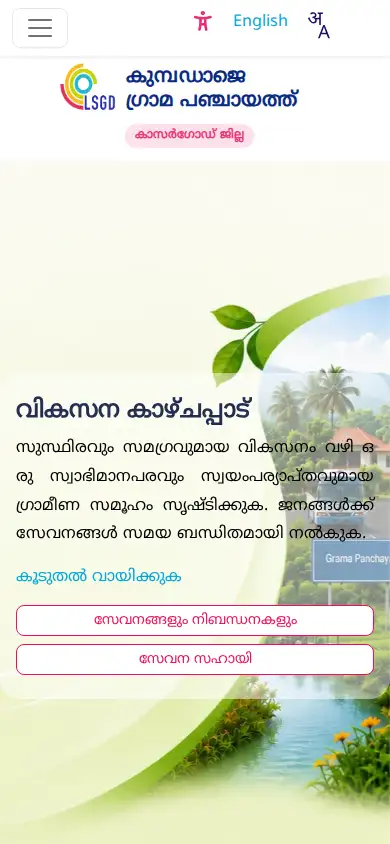 English
अ
A
LSGD
കുമ്പഡാജെ
ഗ്രാമ പഞ്ചായത്ത്
കാസർഗോഡ് ജില്ല
വികസന കാഴ്ചപ്പാട്
സുസ്ഥിരവും സമഗ്രവുമായ വികസനം വഴി ഒ
രു സ്വാഭിമാനപരവും സ്വയംപര്യാപ്തവുമായ
ഗ്രാമീണ സമൂഹം സൃഷ്ടിക്കുക. ജനങ്ങൾക്ക്
സേവനങ്ങൾ സമയ ബന്ധിതമായി നൽകുക.
Grama Panchay
കൂടുതൽ വായിക്കുക
സേവനങ്ങളും നിബന്ധനകളും
സേവന സഹായി